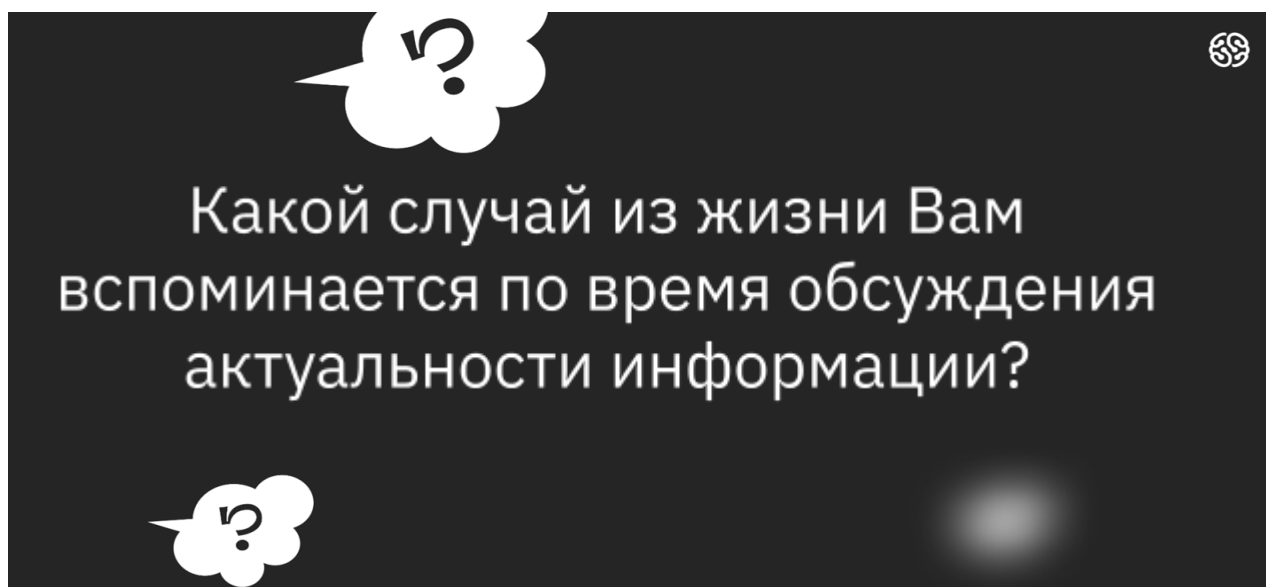 ?
Какой случай из жизни Вам
вспоминается по время обсуждения
актуальности информации?
?